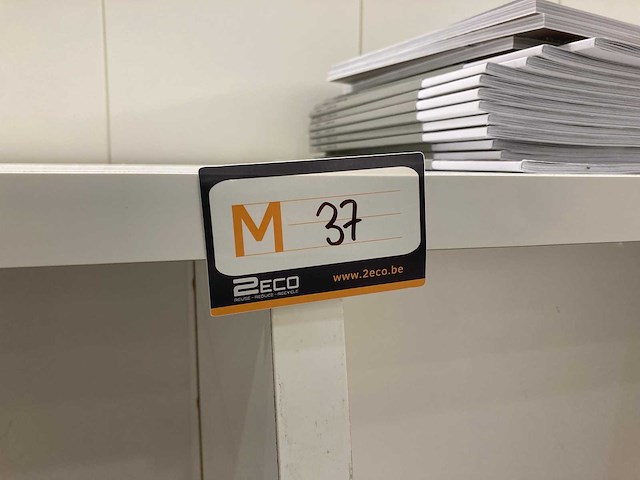 M 37
2ECO
REUSE - REDUCE - RECYCLE
www.2eco.be